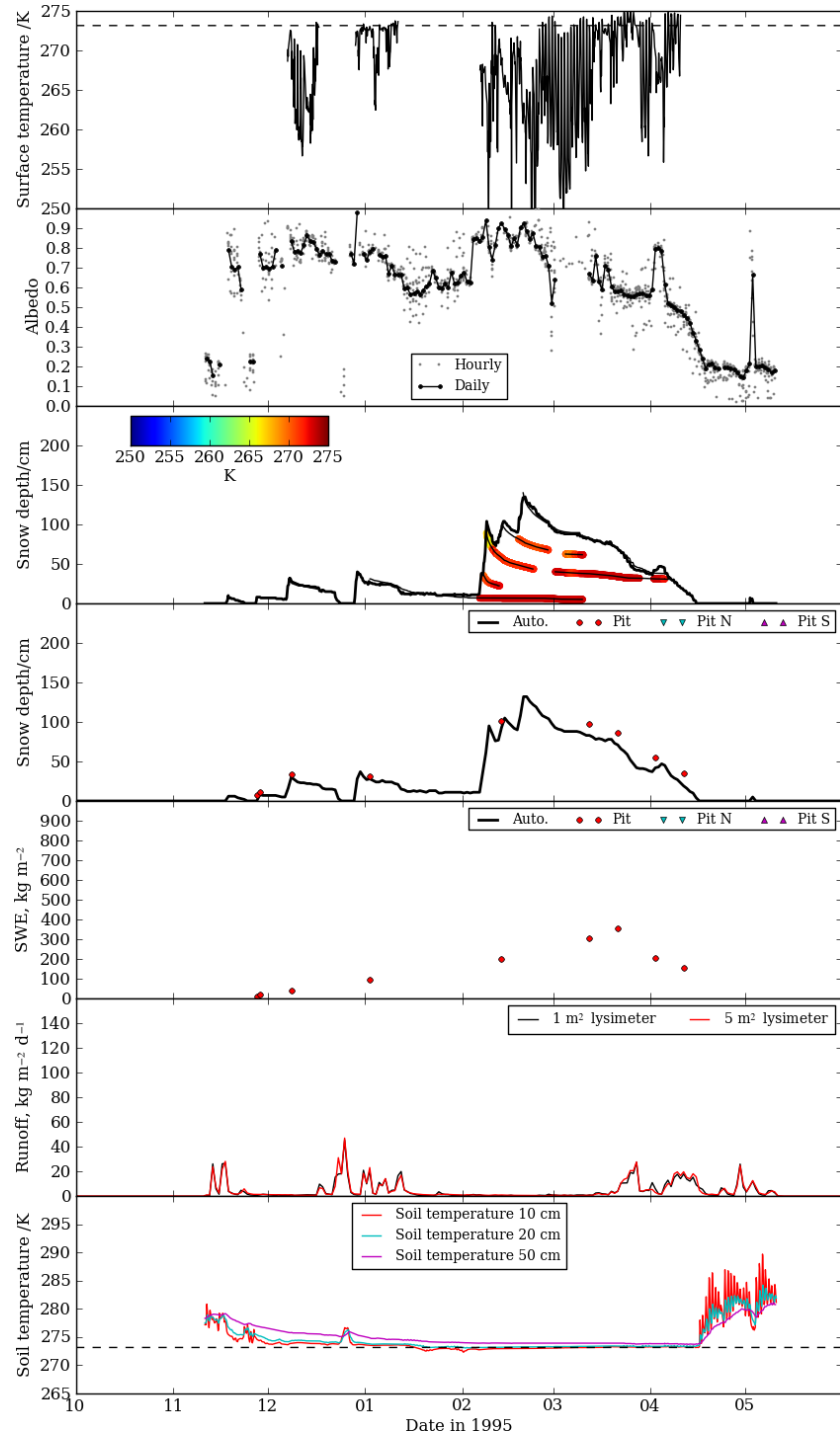 275
270
265
260
255
250
Surface temperature /K
0.9
0.8
0.7
0.6
0.5
0.4
0.3
0.2
0.1
0.0
Albedo
Hourly
Daily
200
150
100
50
0
Snow depth/cm
250 255 260 265 270 275
K
200
150
100
50
0
Snow depth/cm
Auto. Pit Pit N Pit S
900
800
700
600
500
400
300
200
100
0
SWE, kg m⁻²
Auto. Pit Pit N Pit S
140
120
100
80
60
40
20
0
Runoff, kg m⁻² d⁻¹
1 m² lysimeter 5 m² lysimeter
295
290
285
280
275
270
265
Soil temperature /K
Soil temperature 10 cm
Soil temperature 20 cm
Soil temperature 50 cm
10 11 12 01 02 03 04 05
Date in 1995